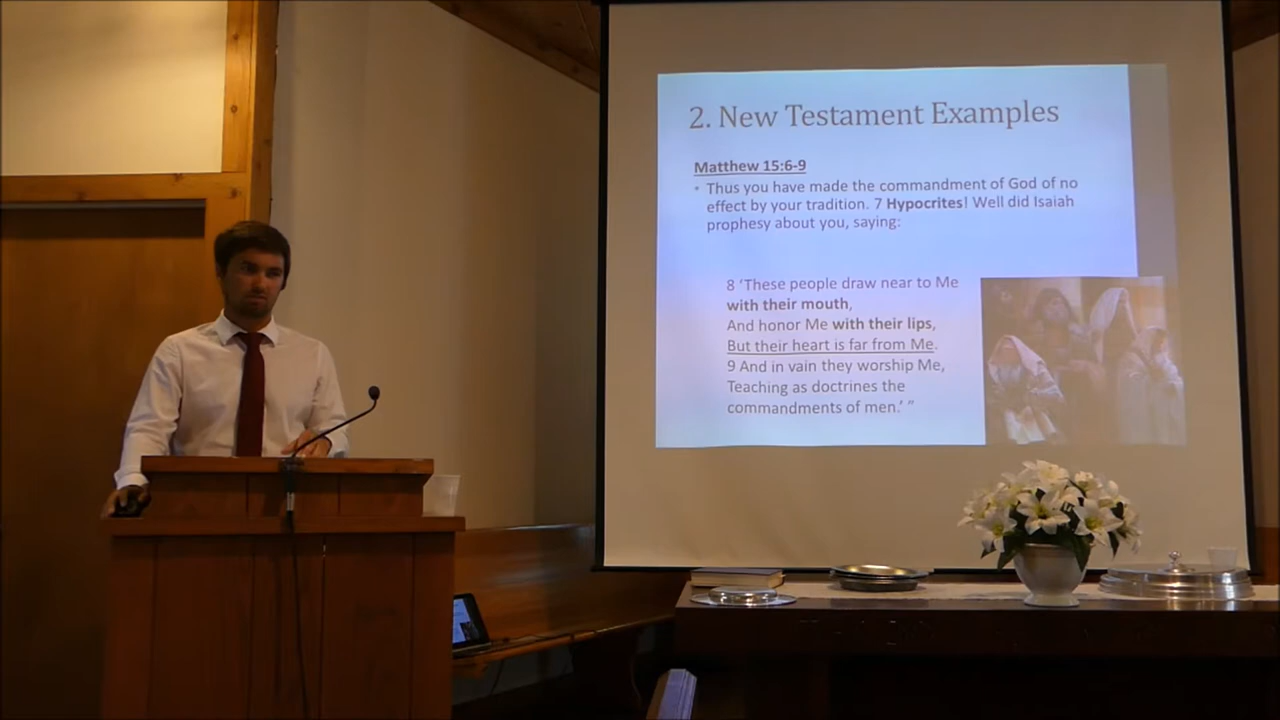 2. New Testament Examples
Matthew 15:6-9
• Thus you have made the commandment of God of no
effect by your tradition. 7 Hypocrites! Well did Isaiah
prophesy about you, saying:
8 ‘These people draw near to Me
with their mouth,
And honor Me with their lips,
But their heart is far from Me.
9 And in vain they worship Me,
Teaching as doctrines the
commandments of men.’ ”